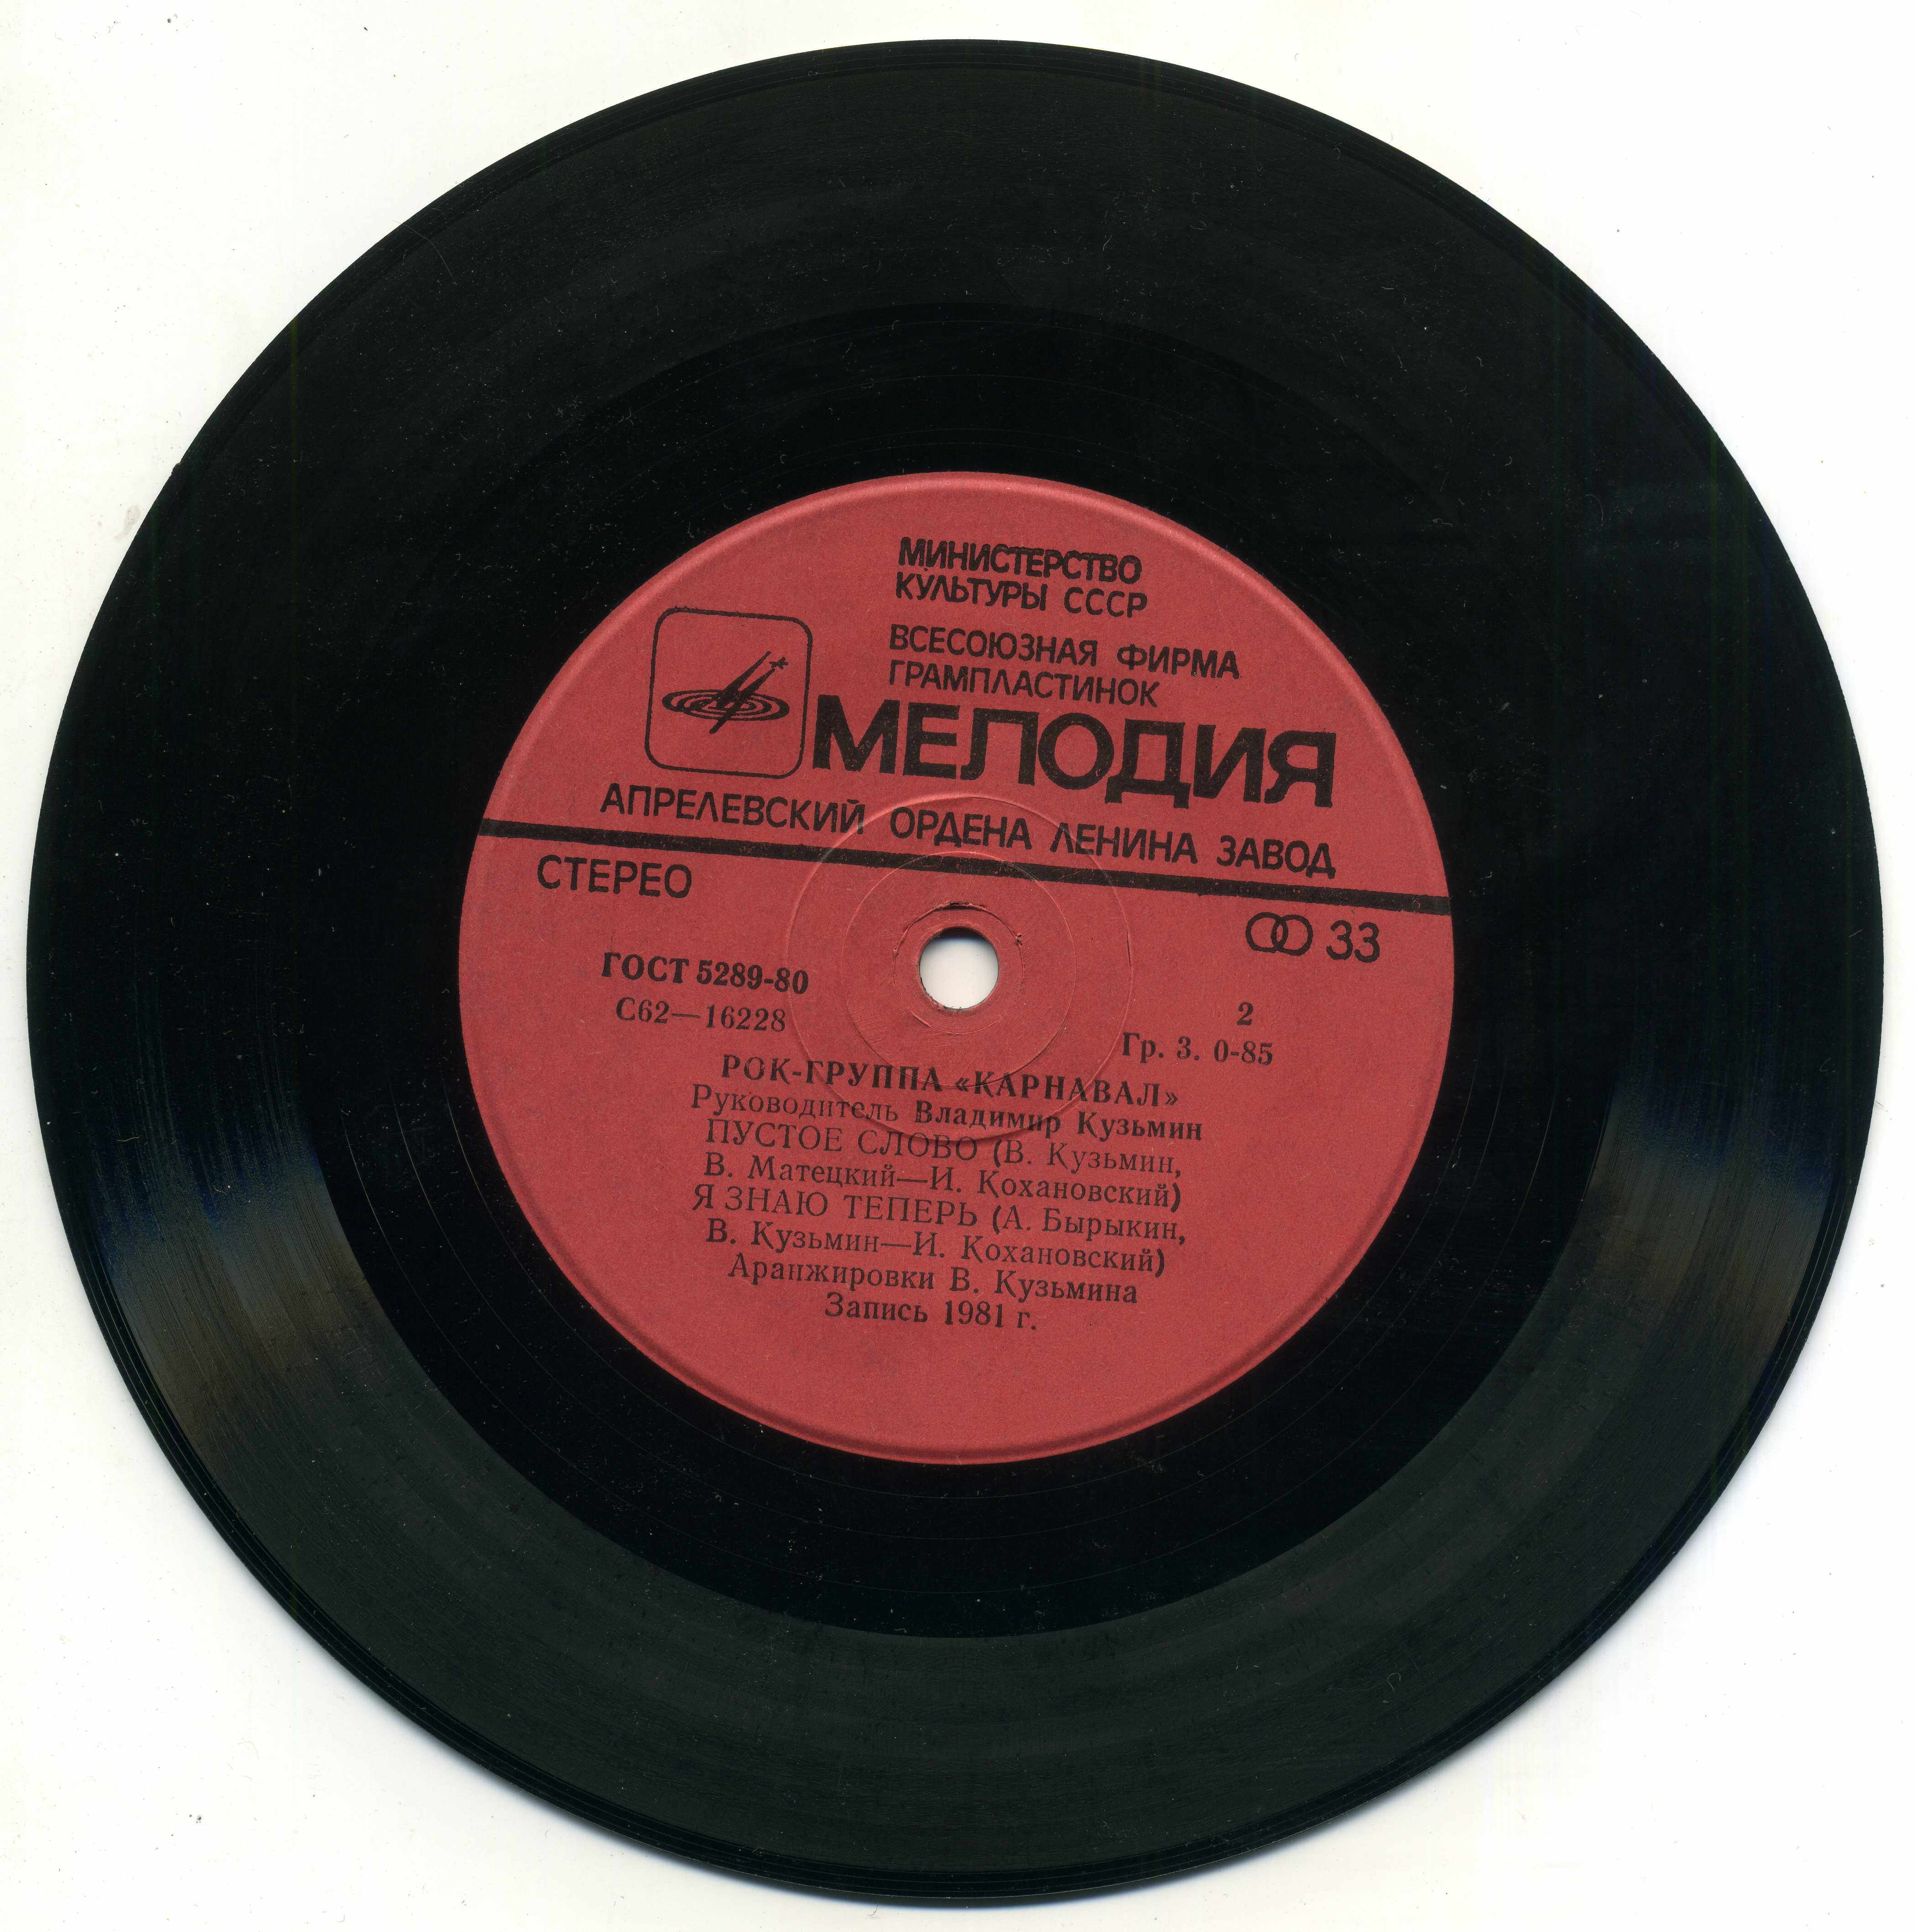 МИНИСТЕРСТВО
КУЛЬТУРЫ СССР
ВСЕСОЮЗНАЯ ФИРМА
ГРАМПЛАСТИНОК
МЕЛОДИЯ
АПРЕЛЕВСКИЙ ОРДЕНА ЛЕНИНА ЗАВОД
СТЕРЕО
33
ГОСТ 5289-80
С62—16228
2
Гр. 3. 0-85
РОК-ГРУППА «КАРНАВАЛ»
Руководитель Владимир Кузьмин
ПУСТОЕ СЛОВО (В. Кузьмин,
В. Матецкий—И. Кохановский)
Я ЗНАЮ ТЕПЕРЬ (А. Бырыкин,
В. Кузьмин—И. Кохановский)
Аранжировки В. Кузьмина
Запись 1981 г.